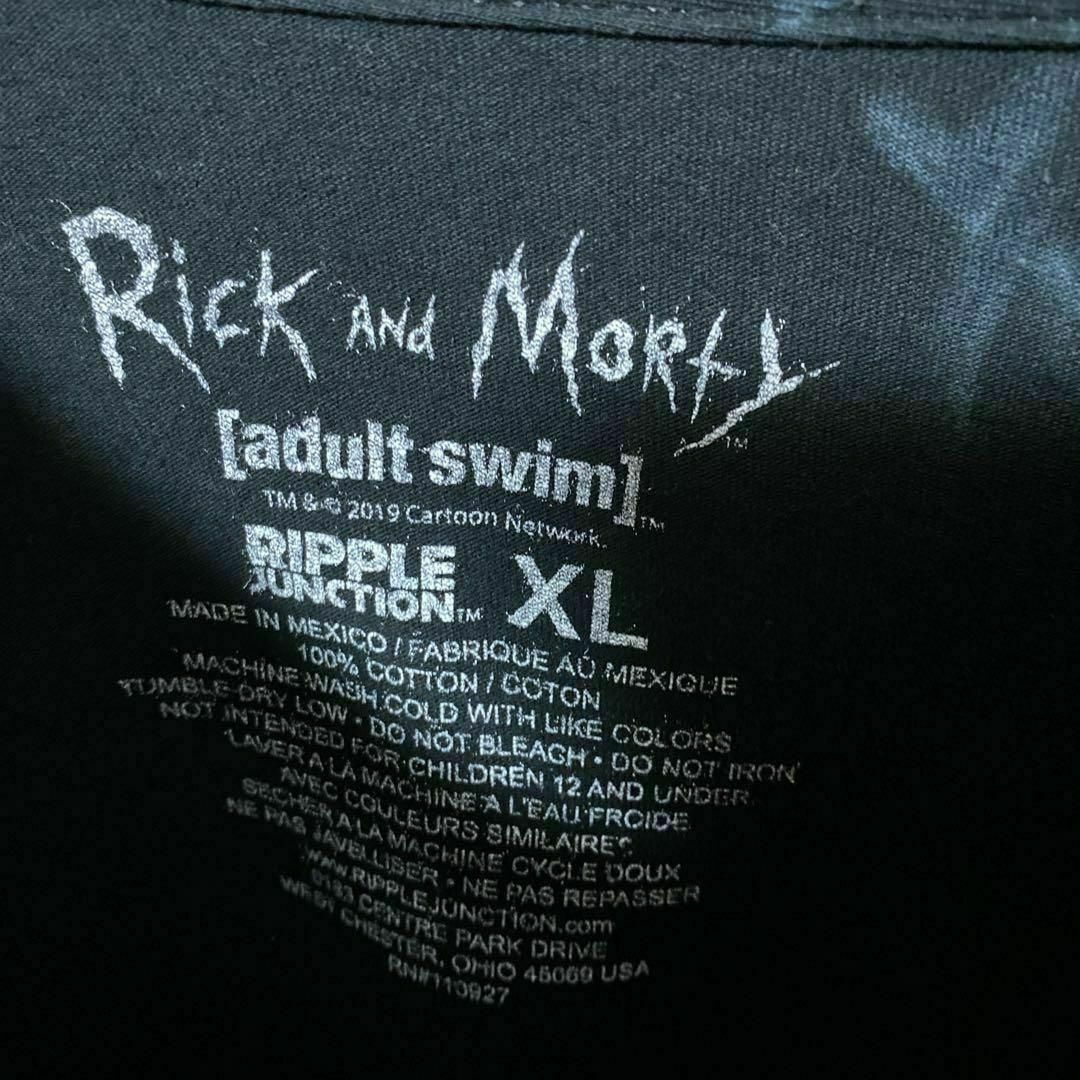 Rick and Morty™
[adult swim]™
TM & © 2019 Cartoon Network.
RIPPLE JUNCTION™ XL
MADE IN MEXICO / FABRIQUE AU MEXIQUE
100% COTTON / COTON
MACHINE WASH COLD WITH LIKE COLORS
TUMBLE DRY LOW • DO NOT BLEACH • DO NOT IRON
NOT INTENDED FOR CHILDREN 12 AND UNDER
LAVER A LA MACHINE A L'EAU FROIDE
AVEC COULEURS SIMILAIRES
SECHER A LA MACHINE CYCLE DOUX
NE PAS JAVELLISER • NE PAS REPASSER
www.RIPPLEJUNCTION.com
CENTRE PARK DRIVE
WEST CHESTER, OHIO 45069 USA
RN#110927